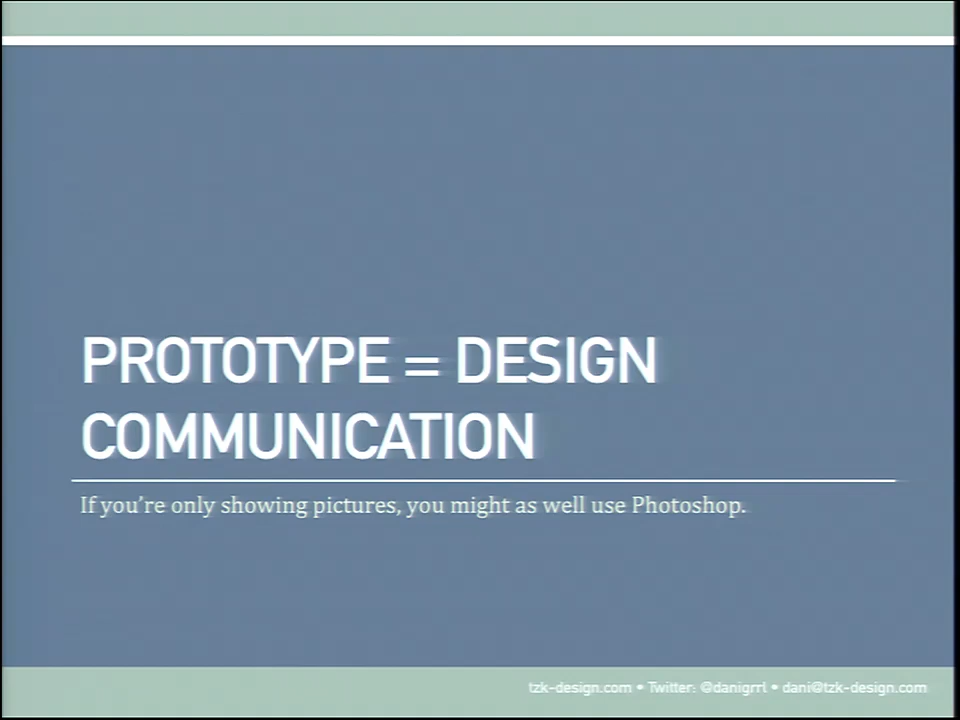 PROTOTYPE = DESIGN
COMMUNICATION
If you’re only showing pictures, you might as well use Photoshop.
tzk-design.com • Twitter: @danigrrl • dani@tzk-design.com